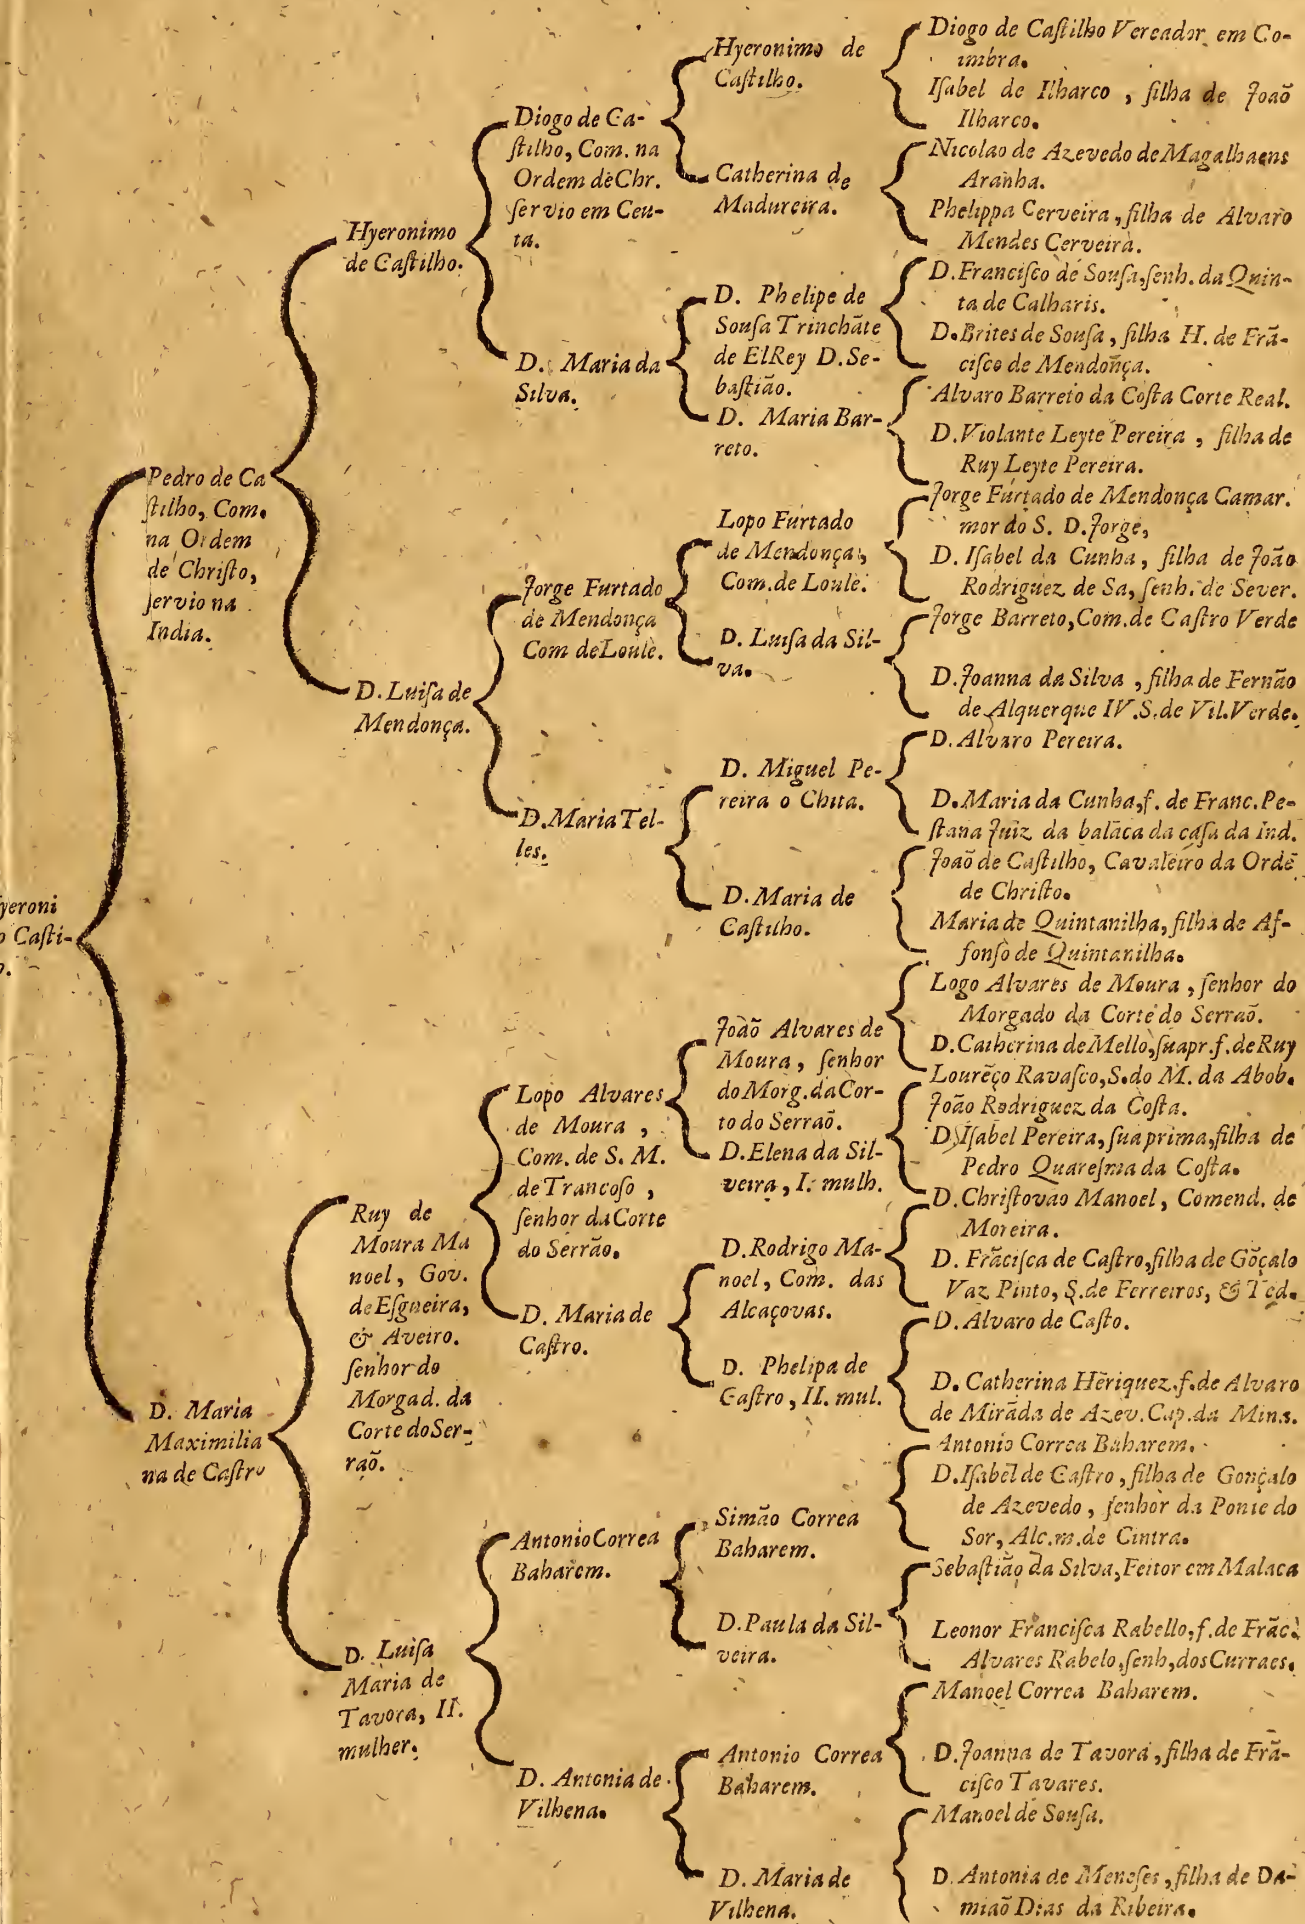 yeroni
o Casti-
o.
Pedro de Ca
ſtilho, Com.
na Ordem
de Chriſto,
ſervio na
India.
D. Maria
Maximilia
na de Caſtro
Hyeronimo
de Caſtilho.
D. Luiſa de
Mendonça.
Ruy de
Moura Ma
noel, Gov.
de Eſgueira,
& Aveiro.
ſenhor do
Morgad. da
Corte do Ser-
raõ.
D. Luiſa
Maria de
Tavora, II.
mulher.
Diogo de Ca-
ſtilho, Com. na
Ordem de Chr.
ſervio em Ceu-
ta.
D. Maria da
Silva.
Jorge Furtado
de Mendonça
Com de Loulè.
D. Maria Tel-
les.
Lopo Alvares
de Moura ,
Com. de S. M.
de Trancoſo ,
ſenhor da Corte
do Serrão.
D. Maria de
Caſtro.
Antonio Correa
Baharem.
D. Antonia de
Vilhena.
Hyeronimo de
Caſtilho.
Catherina de
Madureira.
D. Phelipe de
Souſa Trinchãte
de ElRey D. Se-
baſtião.
D. Maria Bar-
reto.
Lopo Furtado
de Mendonça,
Com. de Loulè.
D. Luiſa da Sil-
va.
D. Miguel Pe-
reira o Chita.
D. Maria de
Caſtilho.
Joaõ Alvares de
Moura , ſenhor
do Morg. da Cor-
to do Serraõ.
D. Elena da Sil-
veira , I. mulh.
D. Rodrigo Ma-
noel , Com. das
Alcaçovas.
D. Phelipa de
Caſtro , II. mul.
Simão Correa
Baharem.
D. Paula da Sil-
veira.
Antonio Correa
Baharem.
D. Maria de
Vilhena.
Diogo de Caſtilho Vereador em Co-
imbra.
Iſabel de Ilharco , filha de Joaõ
Ilharco.
Nicolao de Azevedo de Magalhaens
Aranha.
Phelippa Cerveira , filha de Alvaro
Mendes Cerveira.
D. Franciſco de Souſa, ſenh. da Quin-
ta de Calharis.
D. Brites de Souſa , filha H. de Frã-
ciſco de Mendonça.
Alvaro Barreto da Coſta Corte Real.
D. Violante Leyte Pereira , filha de
Ruy Leyte Pereira.
Jorge Furtado de Mendonça Camar.
mor do S. D. Jorge,
D. Iſabel da Cunha, filha de João
Rodriguez de Sa, ſenh. de Sever.
Jorge Barreto, Com. de Caſtro Verde
D. Joanna da Silva , filha de Fernão
de Alquerque IV. S. de Vil. Verde.
D. Alvaro Pereira.
D. Maria da Cunha, f. de Franc. Pe-
ſtana Juiz da balãca da caſa da Ind.
Joaõ de Caſtilho, Cavaleiro da Ordẽ
de Chriſto.
Maria de Quintanilha, filha de Af-
fonſo de Quintanilha.
Logo Alvares de Moura , ſenhor do
Morgado da Corte do Serraõ.
D. Catherina de Mello, ſua pr. f. de Ruy
Lourẽço Ravaſco, S. do M. da Abob.
João Rodriguez da Coſta.
D. Iſabel Pereira, ſua prima, filha de
Pedro Quareſma da Coſta.
D. Chriſtovão Manoel , Comend. de
Moreira.
D. Frãciſca de Caſtro, filha de Gõçalo
Vaz Pinto, S. de Ferreiros, & Ted.
D. Alvaro de Caſto.
D. Catherina Hẽriquez. f. de Alvaro
de Mirãda de Azev. Cap. da Mina.
Antonio Correa Baharem.
D. Iſabel de Caſtro , filha de Gonçalo
de Azevedo , ſenhor da Ponte do
Sor, Alc. m. de Cintra.
Sebaſtião da Silva, Feitor em Malaca
Leonor Franciſca Rabello, f. de Frãc.
Alvares Rabelo, ſenh, dos Curraes.
Manoel Correa Baharem.
D. Joanna de Tavora , filha de Frã-
ciſco Tavares.
Manoel de Souſa.
D. Antonia de Meneſes , filha de Da-
miaõ Dias da Ribeira.